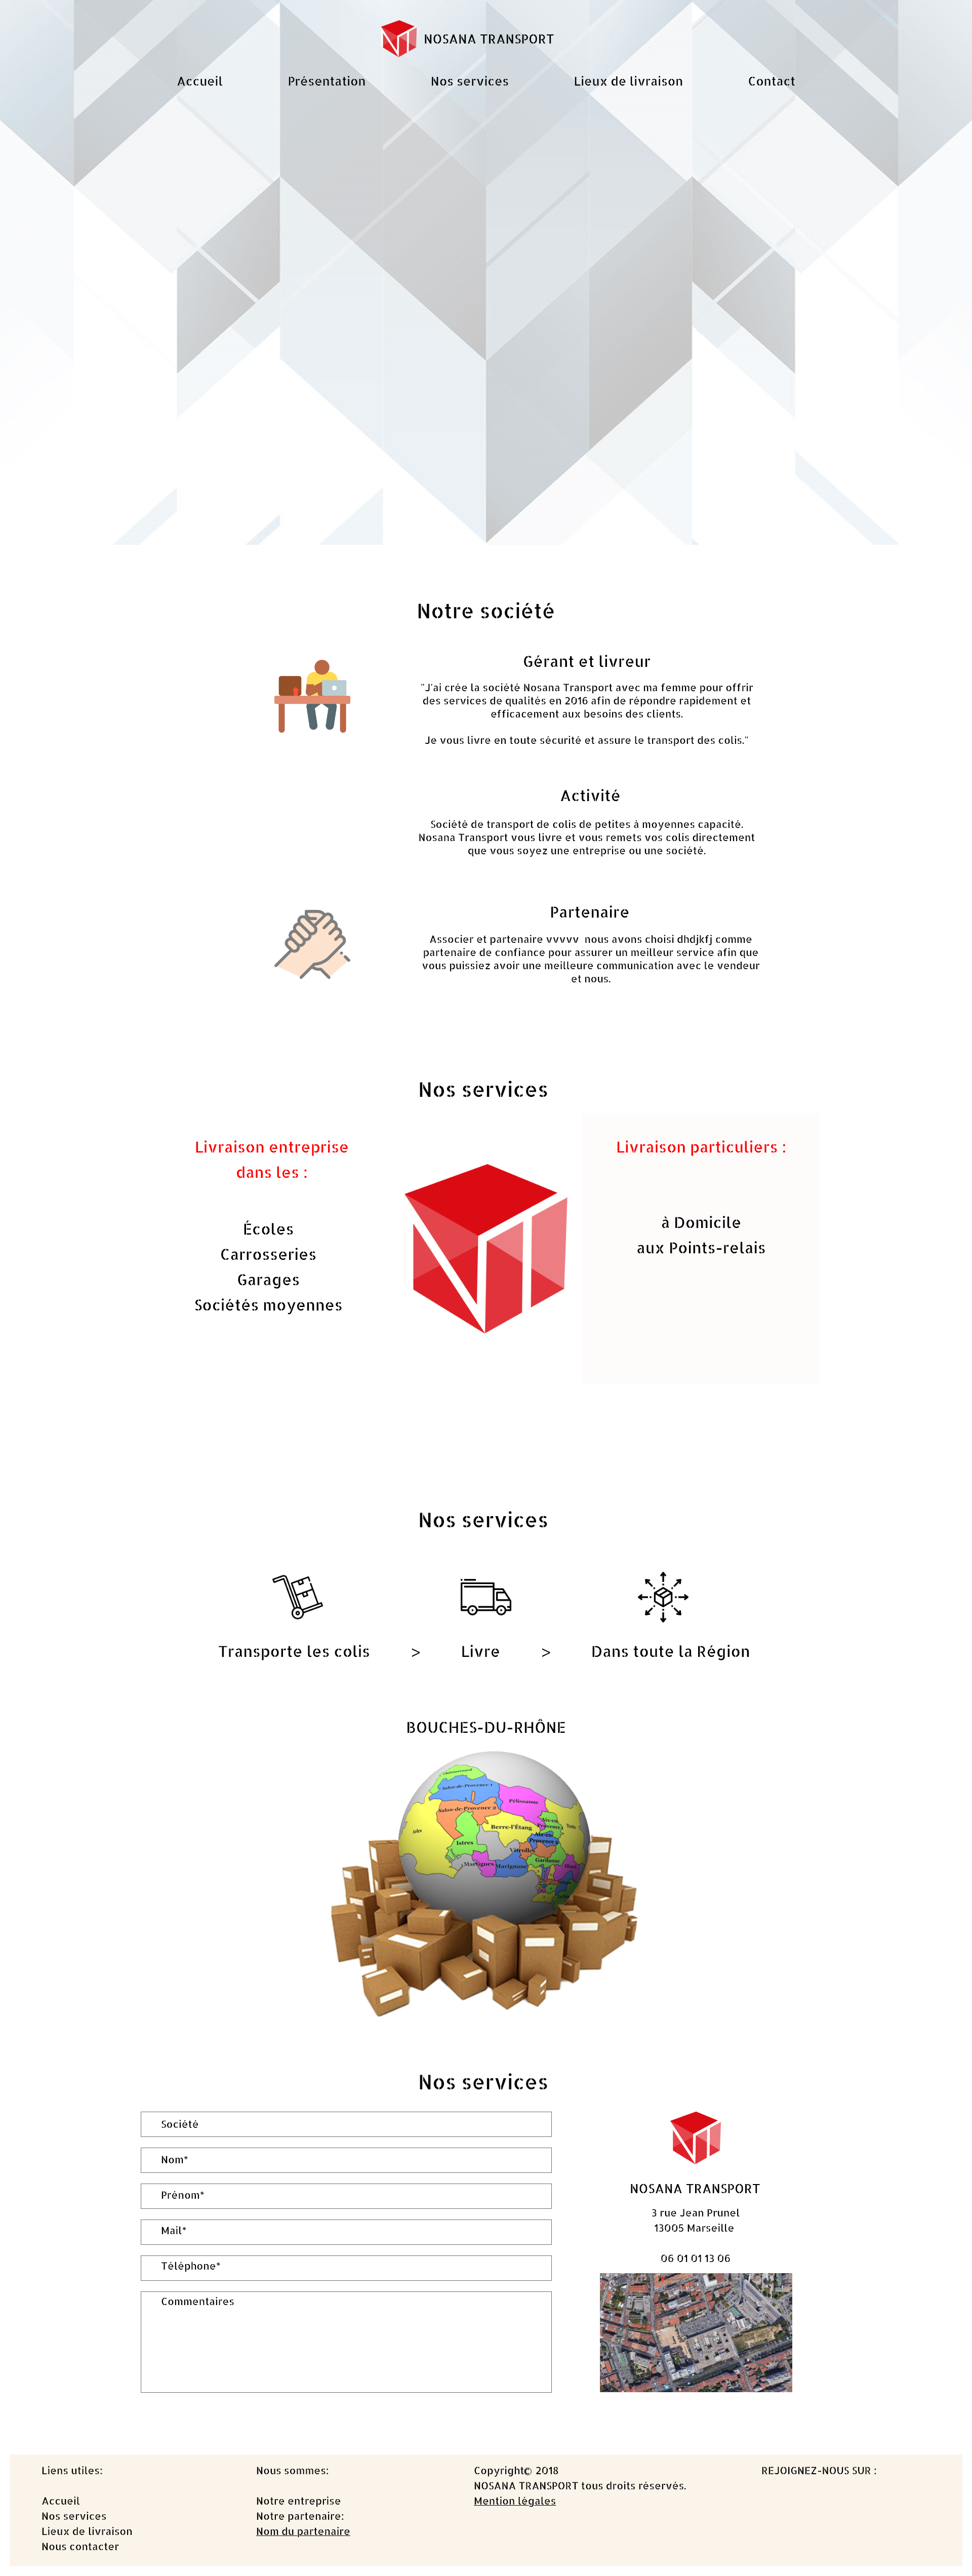 NOSANA TRANSPORT
Accueil Présentation Nos services Lieux de livraison Contact
Notre société
Gérant et livreur
"J'ai crée la société Nosana Transport avec ma femme pour offrir
des services de qualités en 2016 afin de répondre rapidement et
efficacement aux besoins des clients.
Je vous livre en toute sécurité et assure le transport des colis."
Activité
Société de transport de colis de petites à moyennes capacité.
Nosana Transport vous livre et vous remets vos colis directement
que vous soyez une entreprise ou une société.
Partenaire
Associer et partenaire vvvvv nous avons choisi dhdjkfj comme
partenaire de confiance pour assurer un meilleur service afin que
vous puissiez avoir une meilleure communication avec le vendeur
et nous.
Nos services
Livraison entreprise
dans les :
Écoles
Carrosseries
Garages
Sociétés moyennes
Livraison particuliers :
à Domicile
aux Points-relais
Nos services
Transporte les colis > Livre > Dans toute la Région
BOUCHES-DU-RHÔNE
Salon-de-Provence 1
Pélissanne
Salon-de-Provence 2
Arles
Berre-l'Étang
Istres
Vitrolles
Martigues
Marignane
Gardanne
Nos services
Société
Nom*
Prénom*
Mail*
Téléphone*
Commentaires
NOSANA TRANSPORT
3 rue Jean Prunel
13005 Marseille
06 01 01 13 06
Liens utiles:
Accueil
Nos services
Lieux de livraison
Nous contacter
Nous sommes:
Notre entreprise
Notre partenaire:
Nom du partenaire
Copyright© 2018
NOSANA TRANSPORT tous droits réservés.
Mention légales
REJOIGNEZ-NOUS SUR :